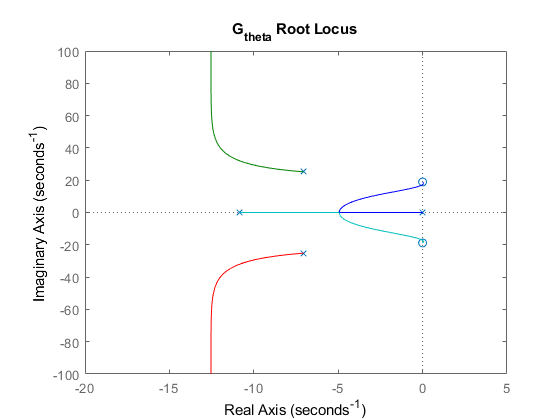 G_theta Root Locus
100
80
60
40
20
0
-20
-40
-60
-80
-100
Imaginary Axis (seconds^-1)
-20 -15 -10 -5 0 5
Real Axis (seconds^-1)